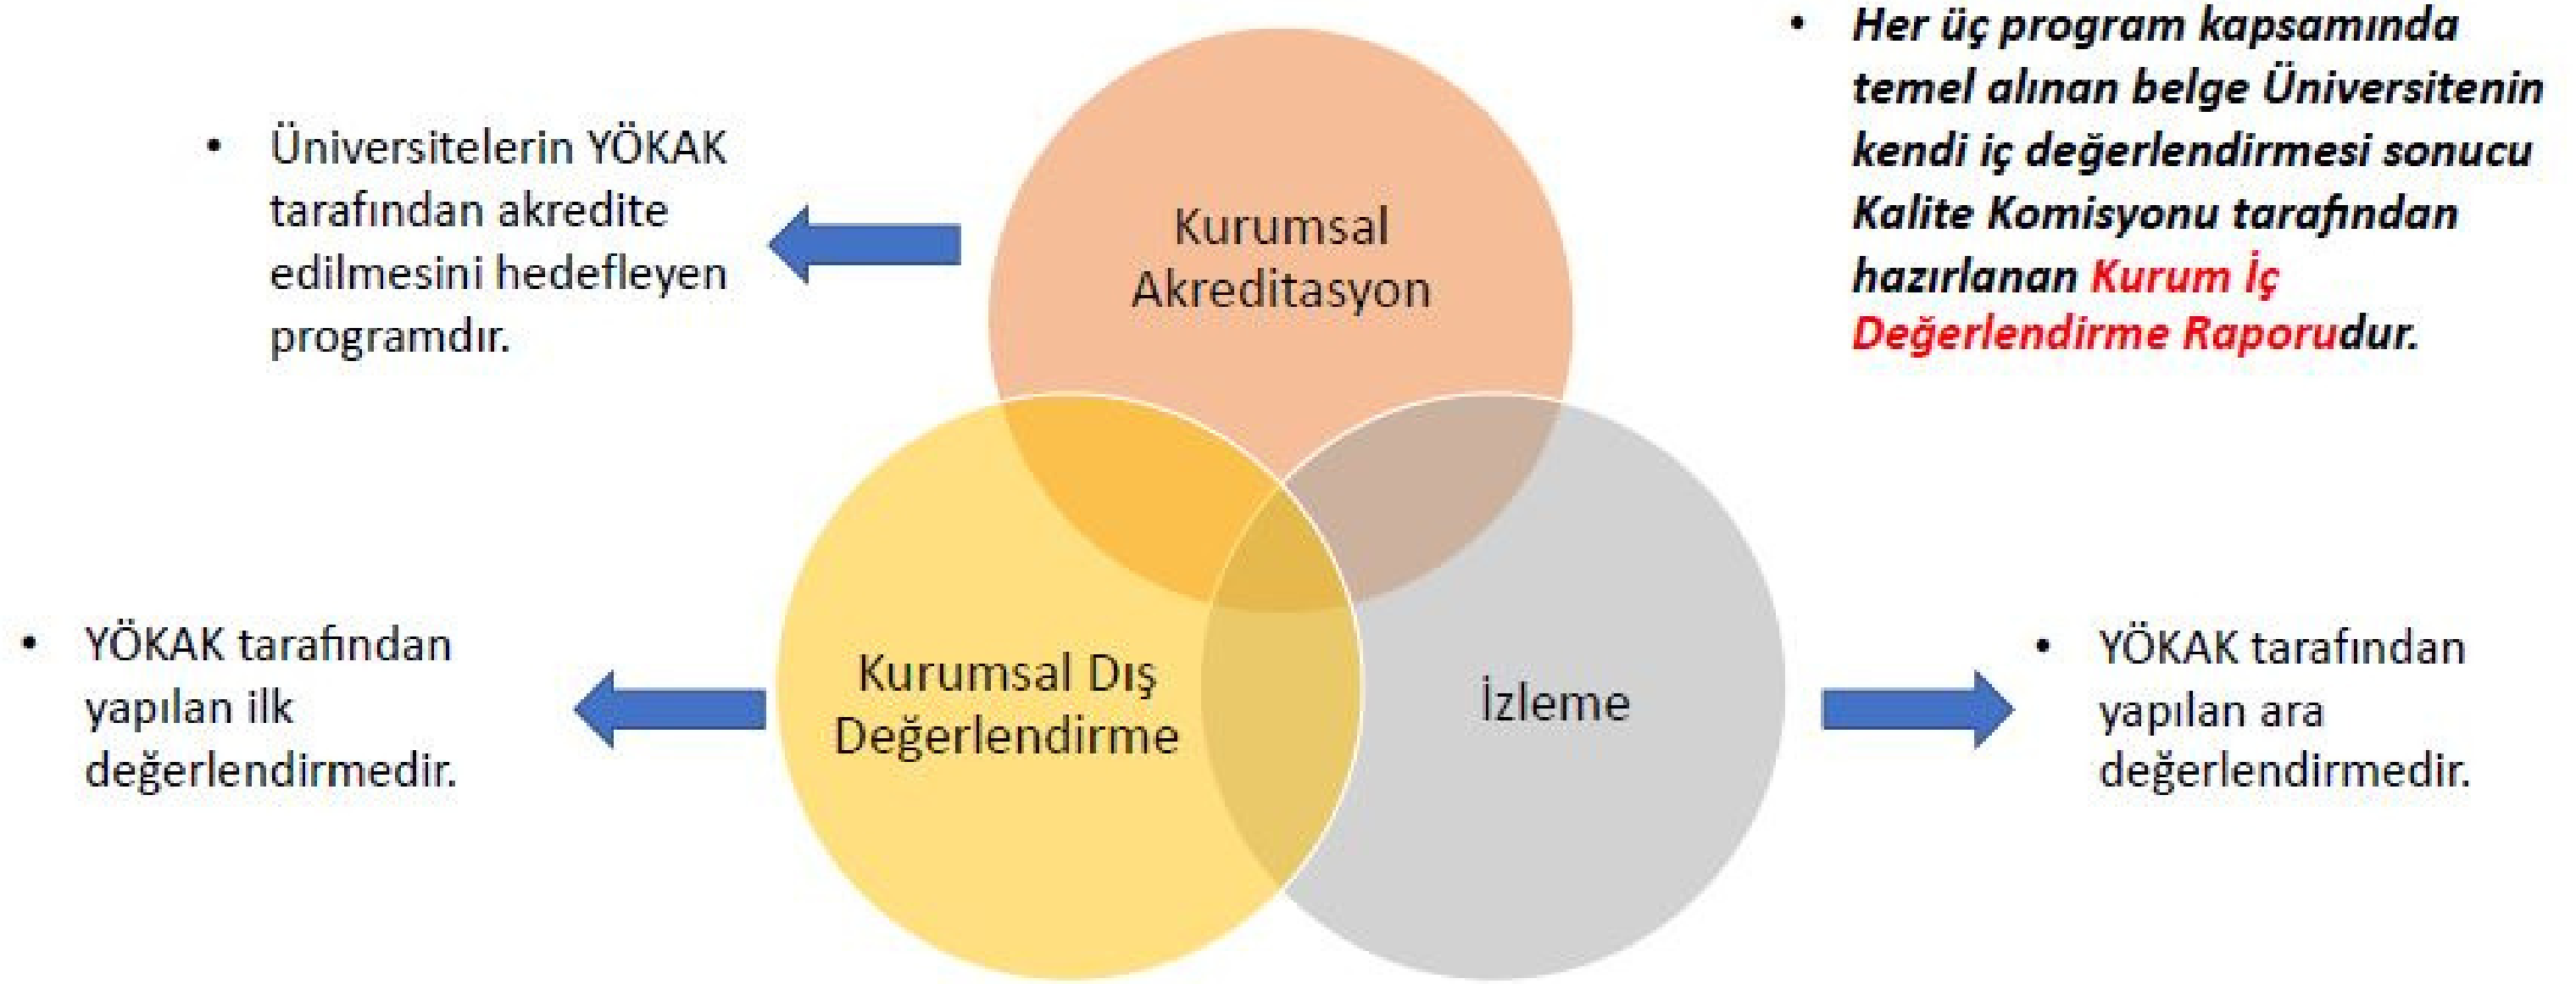 • Üniversitelerin YÖKAK
tarafından akredite
edilmesini hedefleyen
programdır.
Kurumsal
Akreditasyon
• Her üç program kapsamında
temel alınan belge Üniversitenin
kendi iç değerlendirmesi sonucu
Kalite Komisyonu tarafından
hazırlanan Kurum İç
Değerlendirme Raporudur.
• YÖKAK tarafından
yapılan ilk
değerlendirmedir.
Kurumsal Dış
Değerlendirme
İzleme
• YÖKAK tarafından
yapılan ara
değerlendirmedir.